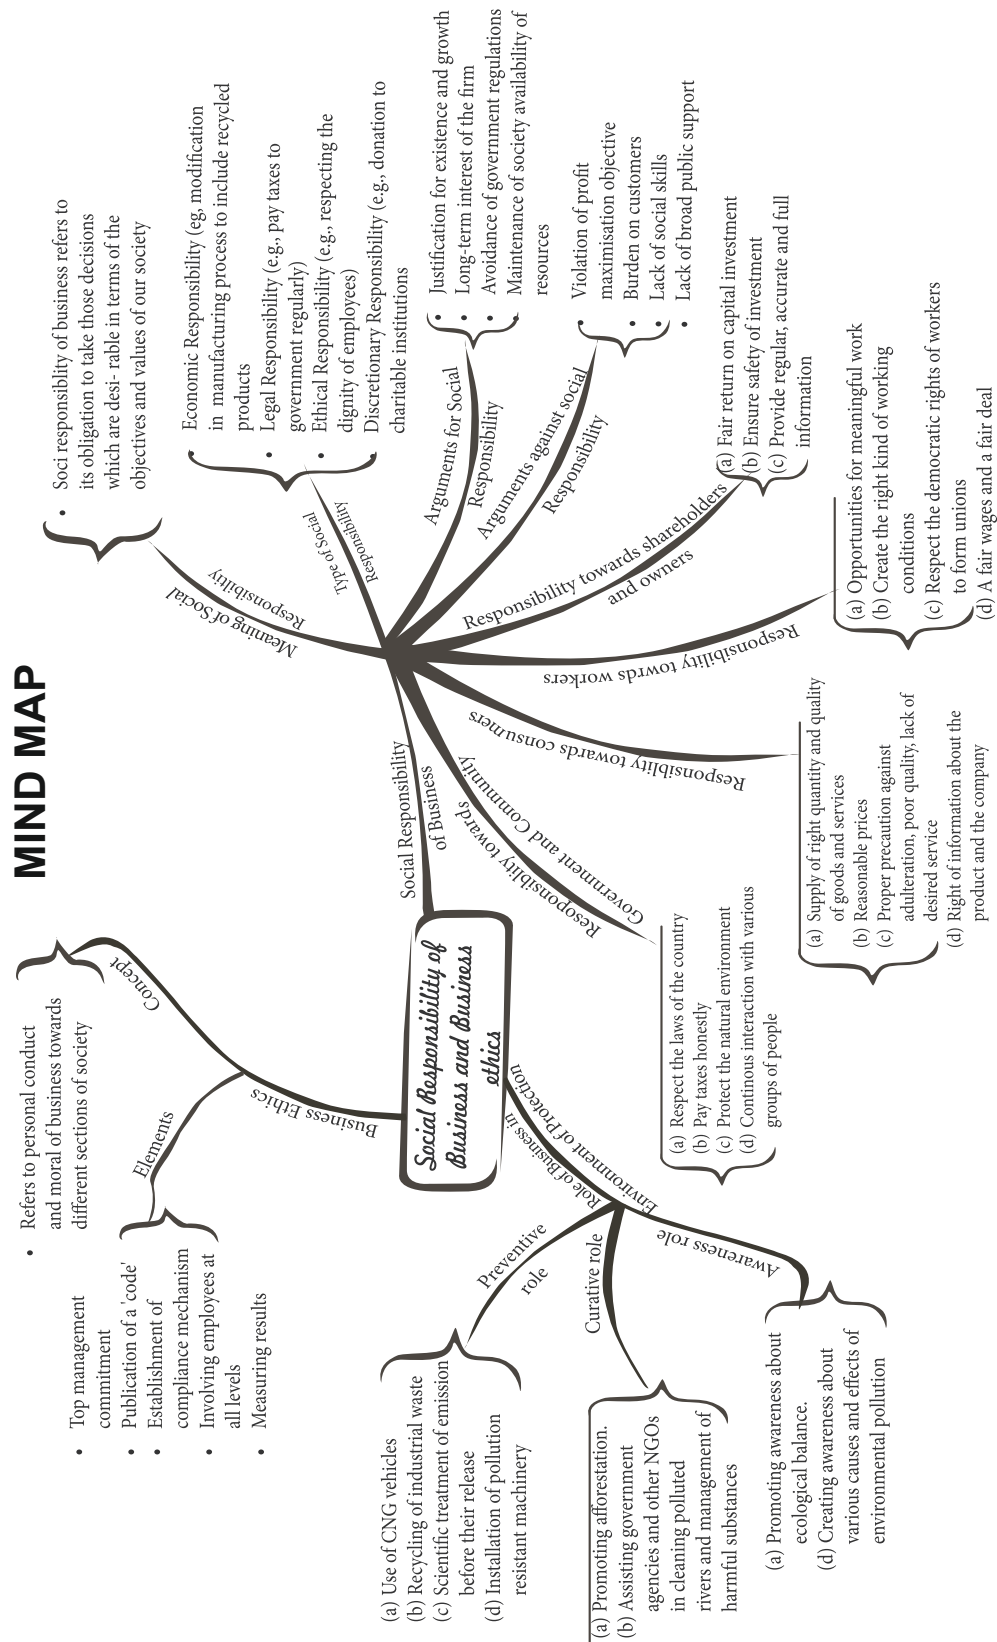 MIND MAP
Social Responsibility of
Business and Business
ethics
Business Ethics
Concept
• Refers to personal conduct
and moral of business towards
different sections of society
Elements
• Top management
commitment
• Publication of a 'code'
• Establishment of
compliance mechanism
• Involving employees at
all levels
• Measuring results
Role of Business in
Environment of Protection
Preventive
role
(a) Use of CNG vehicles
(b) Recycling of industrial waste
(c) Scientific treatment of emission
before their release
(d) Installation of pollution
resistant machinery
Curative role
(a) Promoting afforestation.
(b) Assisting government
agencies and other NGOs
in cleaning polluted
rivers and management of
harmful substances
Awareness role
(a) Promoting awareness about
ecological balance.
(d) Creating awareness about
various causes and effects of
environmental pollution
Social Responsibility
of Business
Meaning of Social
Responsibility
• Soci responsiblity of business refers to
its obligation to take those decisions
which are desi- rable in terms of the
objectives and values of our society
Type of Social
Responsibility
• Economic Responsibility (eg, modification
in manufacturing process to include recycled
products
• Legal Responsibility (e.g., pay taxes to
government regularly)
• Ethical Responsibility (e.g., respecting the
dignity of employees)
• Discretionary Responsibility (e.g., donation to
charitable institutions
Arguments for Social
Responsibility
• Justification for existence and growth
• Long-term interest of the firm
• Avoidance of government regulations
• Maintenance of society availability of
resources
Arguments against social
Responsibility
• Violation of profit
maximisation objective
• Burden on customers
• Lack of social skills
• Lack of broad public support
Responsibility towards shareholders
and owners
(a) Fair return on capital investment
(b) Ensure safety of investment
(c) Provide regular, accurate and full
information
Responsibility towrds workers
(a) Opportunities for meaningful work
(b) Create the right kind of working
conditions
(c) Respect the democratic rights of workers
to form unions
(d) A fair wages and a fair deal
Responsibility towards consumers
(a) Supply of right quantity and quality
of goods and services
(b) Reasonable prices
(c) Proper precaution against
adulteration, poor quality, lack of
desired service
(d) Right of information about the
product and the company
Resoponsibility towards
Government and Community
(a) Respect the laws of the country
(b) Pay taxes honestly
(c) Protect the natural environment
(d) Continous interaction with various
groups of people